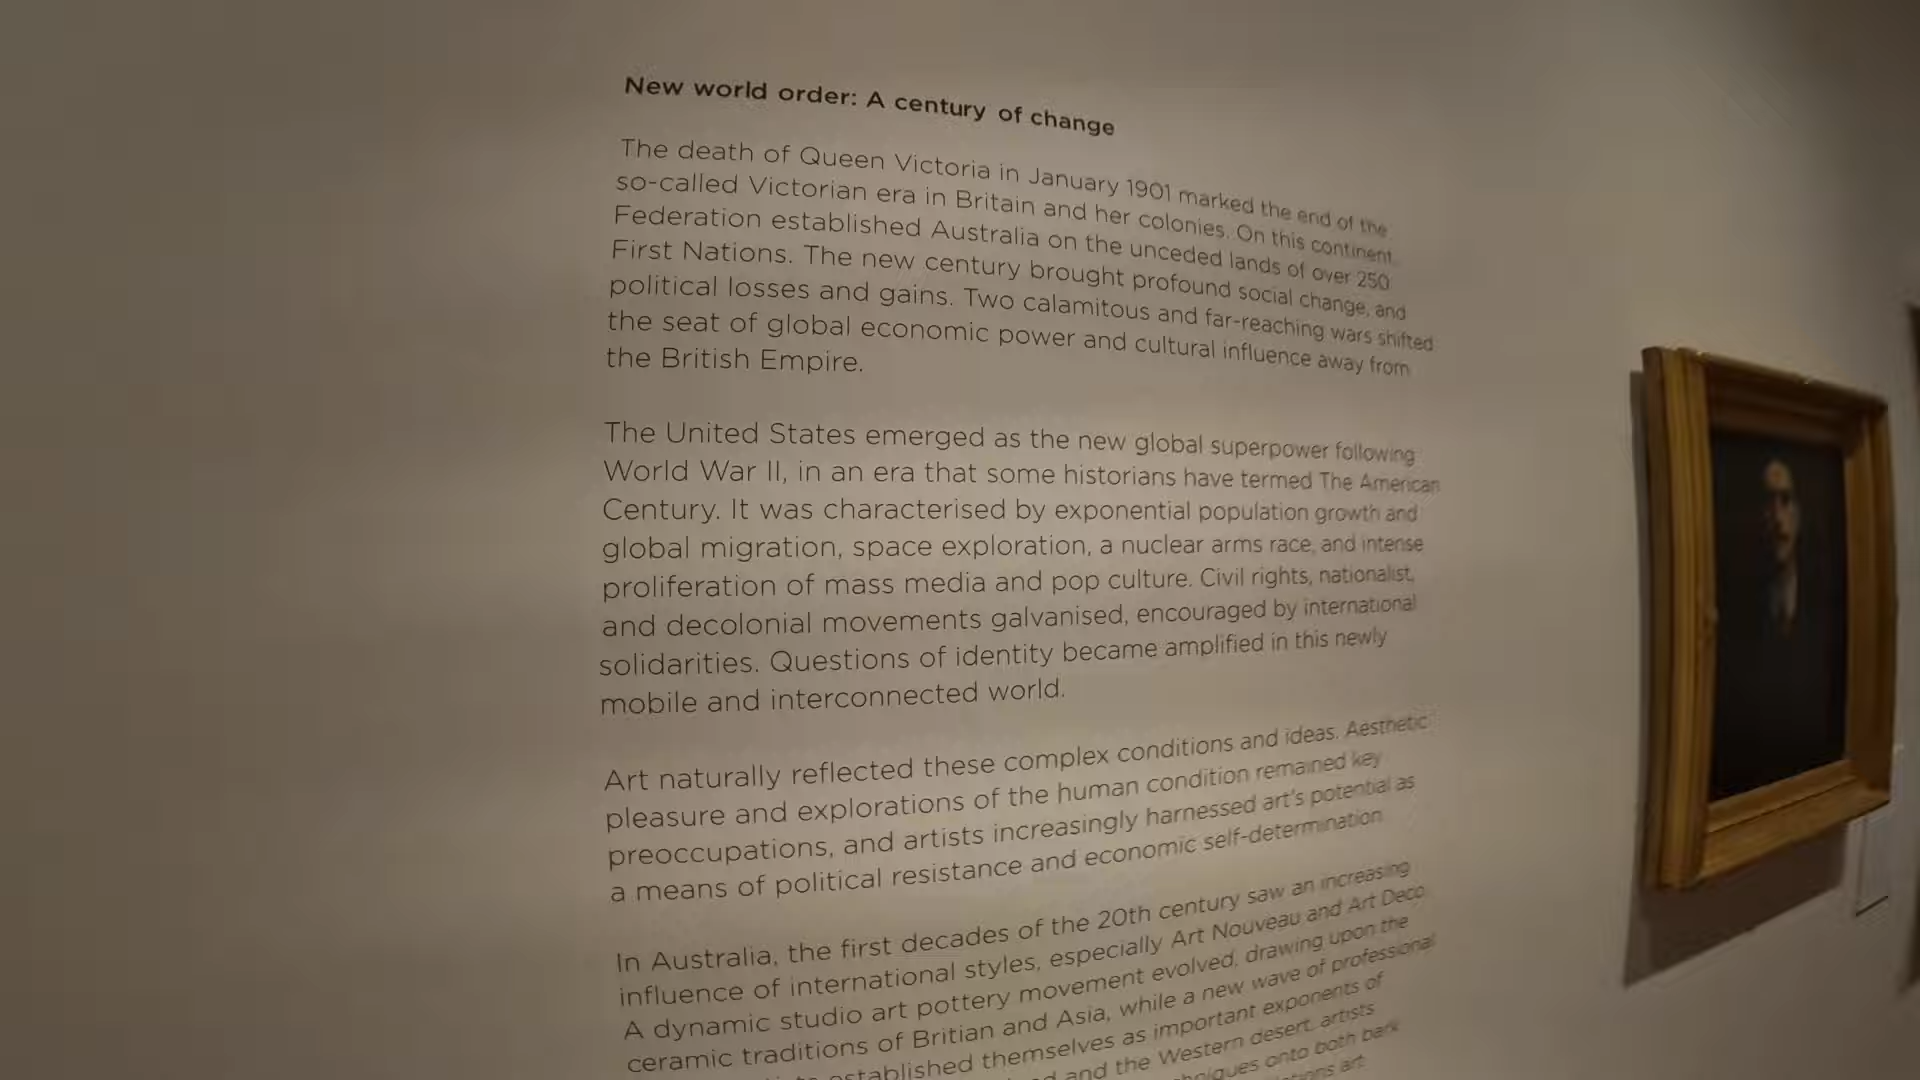 New world order: A century of change
The death of Queen Victoria in January 1901 marked the end of the
so-called Victorian era in Britain and her colonies. On this continent
Federation established Australia on the unceded lands of over 250
First Nations. The new century brought profound social change, and
political losses and gains. Two calamitous and far-reaching wars shifted
the seat of global economic power and cultural influence away from
the British Empire.
The United States emerged as the new global superpower following
World War II, in an era that some historians have termed The American
Century. It was characterised by exponential population growth and
global migration, space exploration, a nuclear arms race, and intense
proliferation of mass media and pop culture. Civil rights, nationalist,
and decolonial movements galvanised, encouraged by international
solidarities. Questions of identity became amplified in this newly
mobile and interconnected world.
Art naturally reflected these complex conditions and ideas. Aesthetic
pleasure and explorations of the human condition remained key
preoccupations, and artists increasingly harnessed art's potential as
a means of political resistance and economic self-determination
In Australia, the first decades of the 20th century saw an increasing
influence of international styles, especially Art Nouveau and Art Deco.
A dynamic studio art pottery movement evolved, drawing upon the
ceramic traditions of Britian and Asia, while a new wave of professional
established themselves as important exponents of
and the Western desert, artists
onto both bark
art